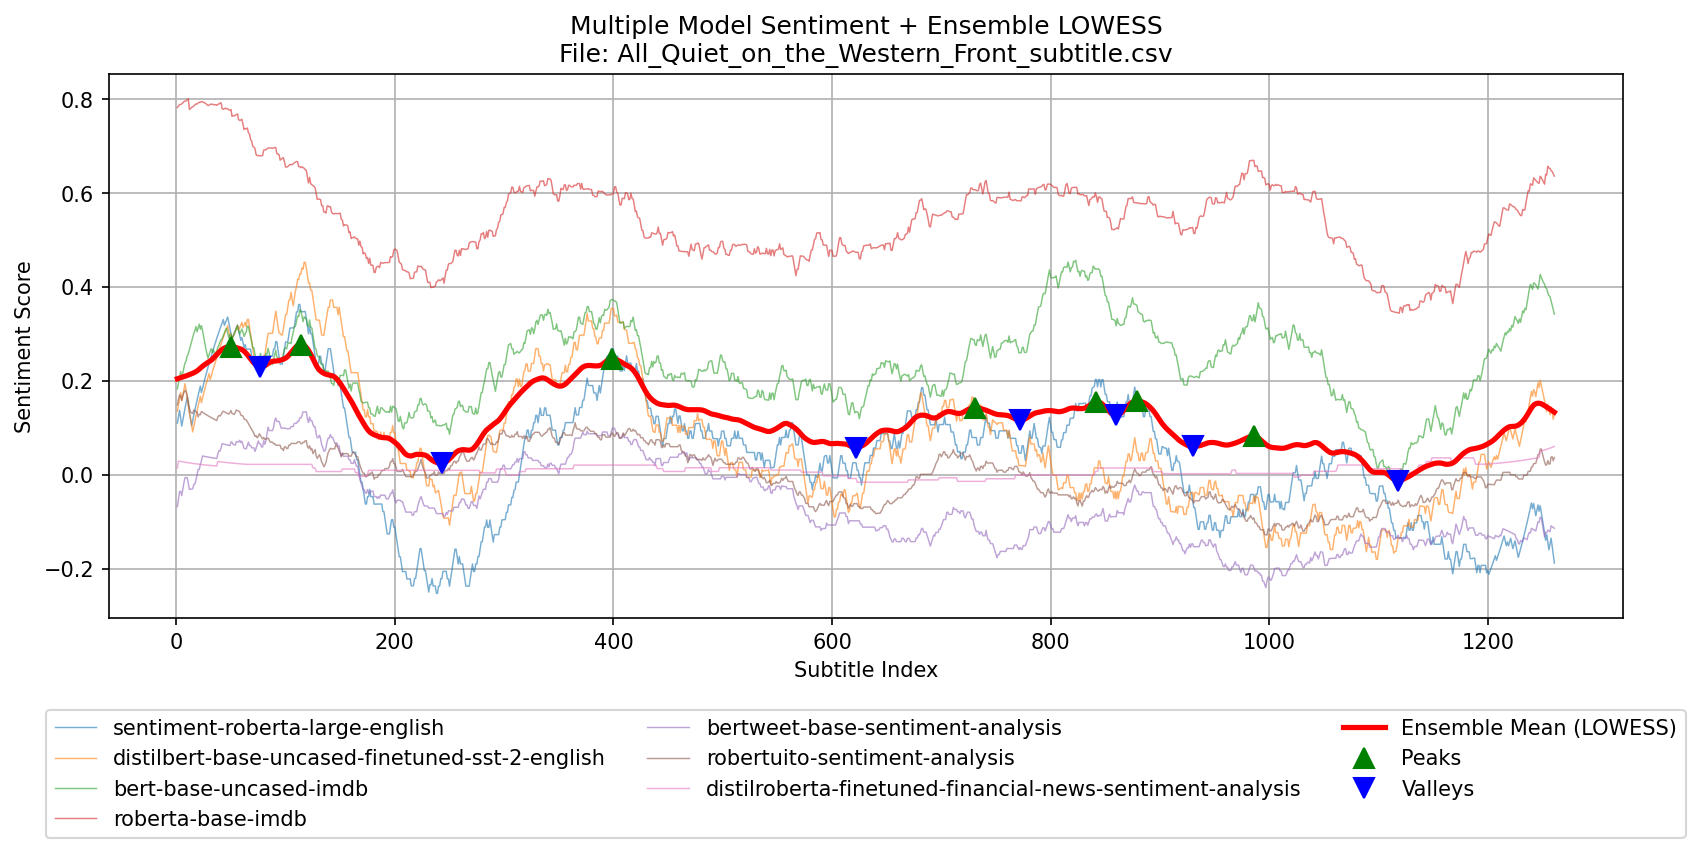 Multiple Model Sentiment + Ensemble LOWESS
File: All_Quiet_on_the_Western_Front_subtitle.csv
Sentiment Score
0.8
0.6
0.4
0.2
0.0
−0.2
0 200 400 600 800 1000 1200
Subtitle Index
sentiment-roberta-large-english
distilbert-base-uncased-finetuned-sst-2-english
bert-base-uncased-imdb
roberta-base-imdb
bertweet-base-sentiment-analysis
robertuito-sentiment-analysis
distilroberta-finetuned-financial-news-sentiment-analysis
Ensemble Mean (LOWESS)
Peaks
Valleys